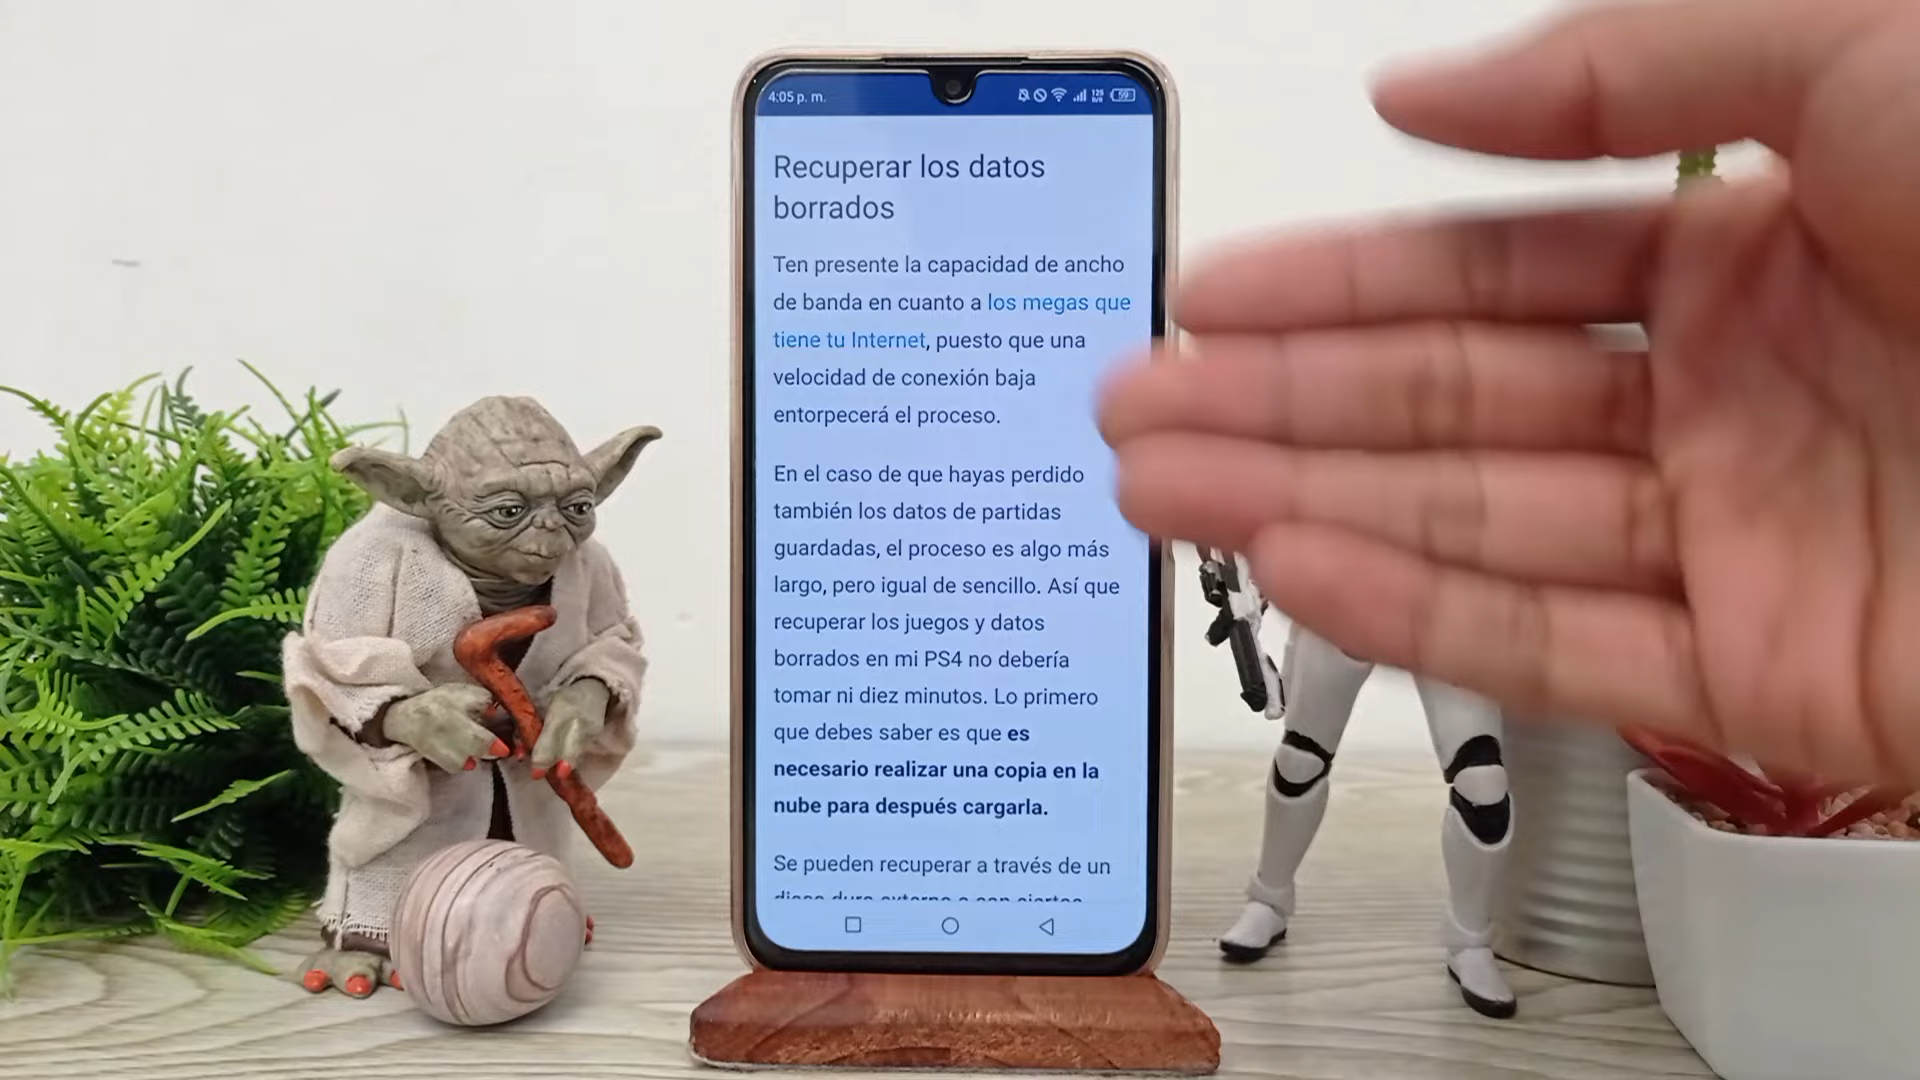 4:05 p. m.
59
Recuperar los datos
borrados
Ten presente la capacidad de ancho
de banda en cuanto a los megas que
tiene tu Internet, puesto que una
velocidad de conexión baja
entorpecerá el proceso.
En el caso de que hayas perdido
también los datos de partidas
guardadas, el proceso es algo más
largo, pero igual de sencillo. Así que
recuperar los juegos y datos
borrados en mi PS4 no debería
tomar ni diez minutos. Lo primero
que debes saber es que es
necesario realizar una copia en la
nube para después cargarla.
Se pueden recuperar a través de un